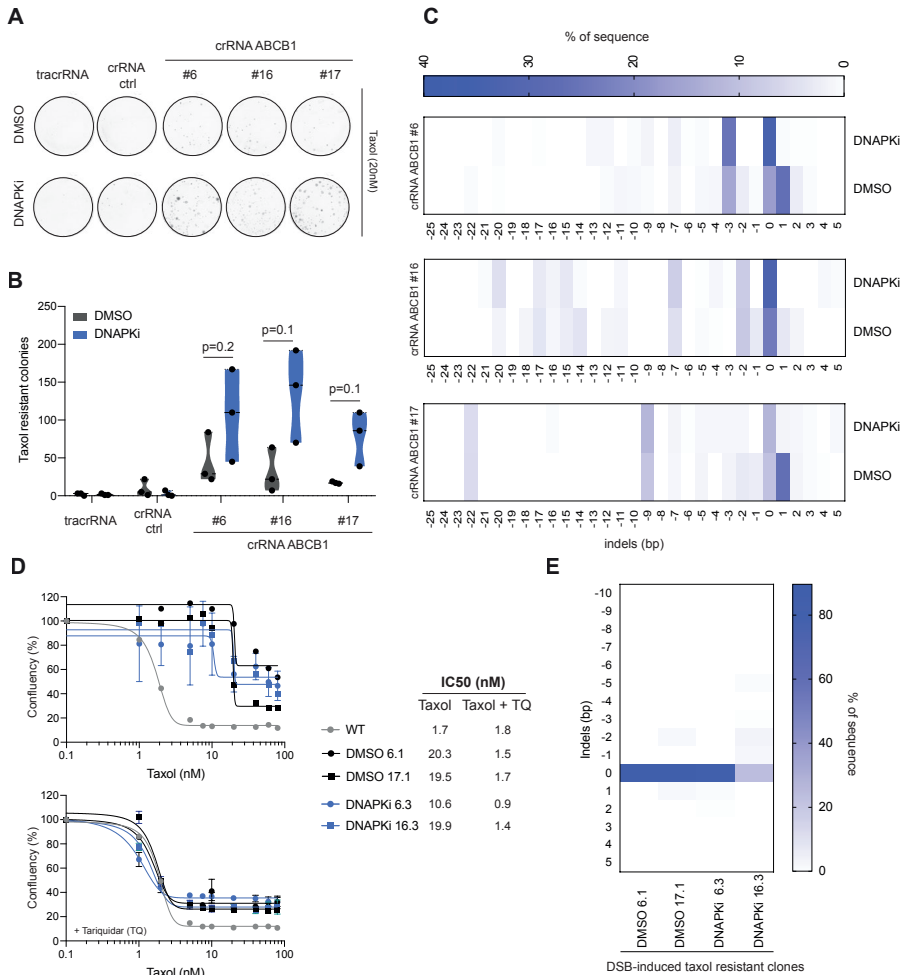 A
crRNA ABCB1
tracrRNA
crRNA
ctrl
#6
#16
#17
DMSO
DNAPKi
Taxol (20nM)
B
DMSO
DNAPKi
Taxol resistant colonies
250
200
150
100
50
0
p=0.2
p=0.1
p=0.1
tracrRNA
crRNA
ctrl
#6
#16
#17
crRNA ABCB1
C
% of sequence
40
30
20
10
0
crRNA ABCB1 #6
DNAPKi
DMSO
-25 -24 -23 -22 -21 -20 -19 -18 -17 -16 -15 -14 -13 -12 -11 -10 -9 -8 -7 -6 -5 -4 -3 -2 -1 0 1 2 3 4 5
crRNA ABCB1 #16
DNAPKi
DMSO
-25 -24 -23 -22 -21 -20 -19 -18 -17 -16 -15 -14 -13 -12 -11 -10 -9 -8 -7 -6 -5 -4 -3 -2 -1 0 1 2 3 4 5
crRNA ABCB1 #17
DNAPKi
DMSO
-25 -24 -23 -22 -21 -20 -19 -18 -17 -16 -15 -14 -13 -12 -11 -10 -9 -8 -7 -6 -5 -4 -3 -2 -1 0 1 2 3 4 5
indels (bp)
D
Confluency (%)
120
100
80
60
40
20
0
0.1 1 10 100
Taxol (nM)
IC50 (nM)
Taxol Taxol + TQ
WT 1.7 1.8
DMSO 6.1 20.3 1.5
DMSO 17.1 19.5 1.7
DNAPKi 6.3 10.6 0.9
DNAPKi 16.3 19.9 1.4
Confluency (%)
120
100
80
60
40
20
0
+ Tariquidar (TQ)
0.1 1 10 100
Taxol (nM)
E
Indels (bp)
-10
-9
-8
-7
-6
-5
-4
-3
-2
-1
0
1
2
3
4
5
80
60
40
20
0
% of sequence
DMSO 6.1
DMSO 17.1
DNAPKi 6.3
DNAPKi 16.3
DSB-induced taxol resistant clones